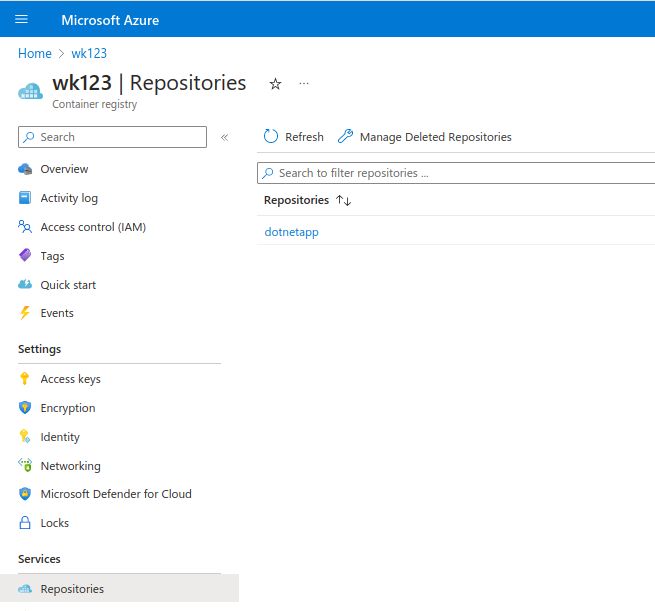 Microsoft Azure
Home > wk123
wk123 | Repositories ☆ ...
Container registry
Search «
Overview
Activity log
Access control (IAM)
Tags
Quick start
Events
Settings
Access keys
Encryption
Identity
Networking
Microsoft Defender for Cloud
Locks
Services
Repositories
Refresh Manage Deleted Repositories
Search to filter repositories ...
Repositories ↑↓
dotnetapp